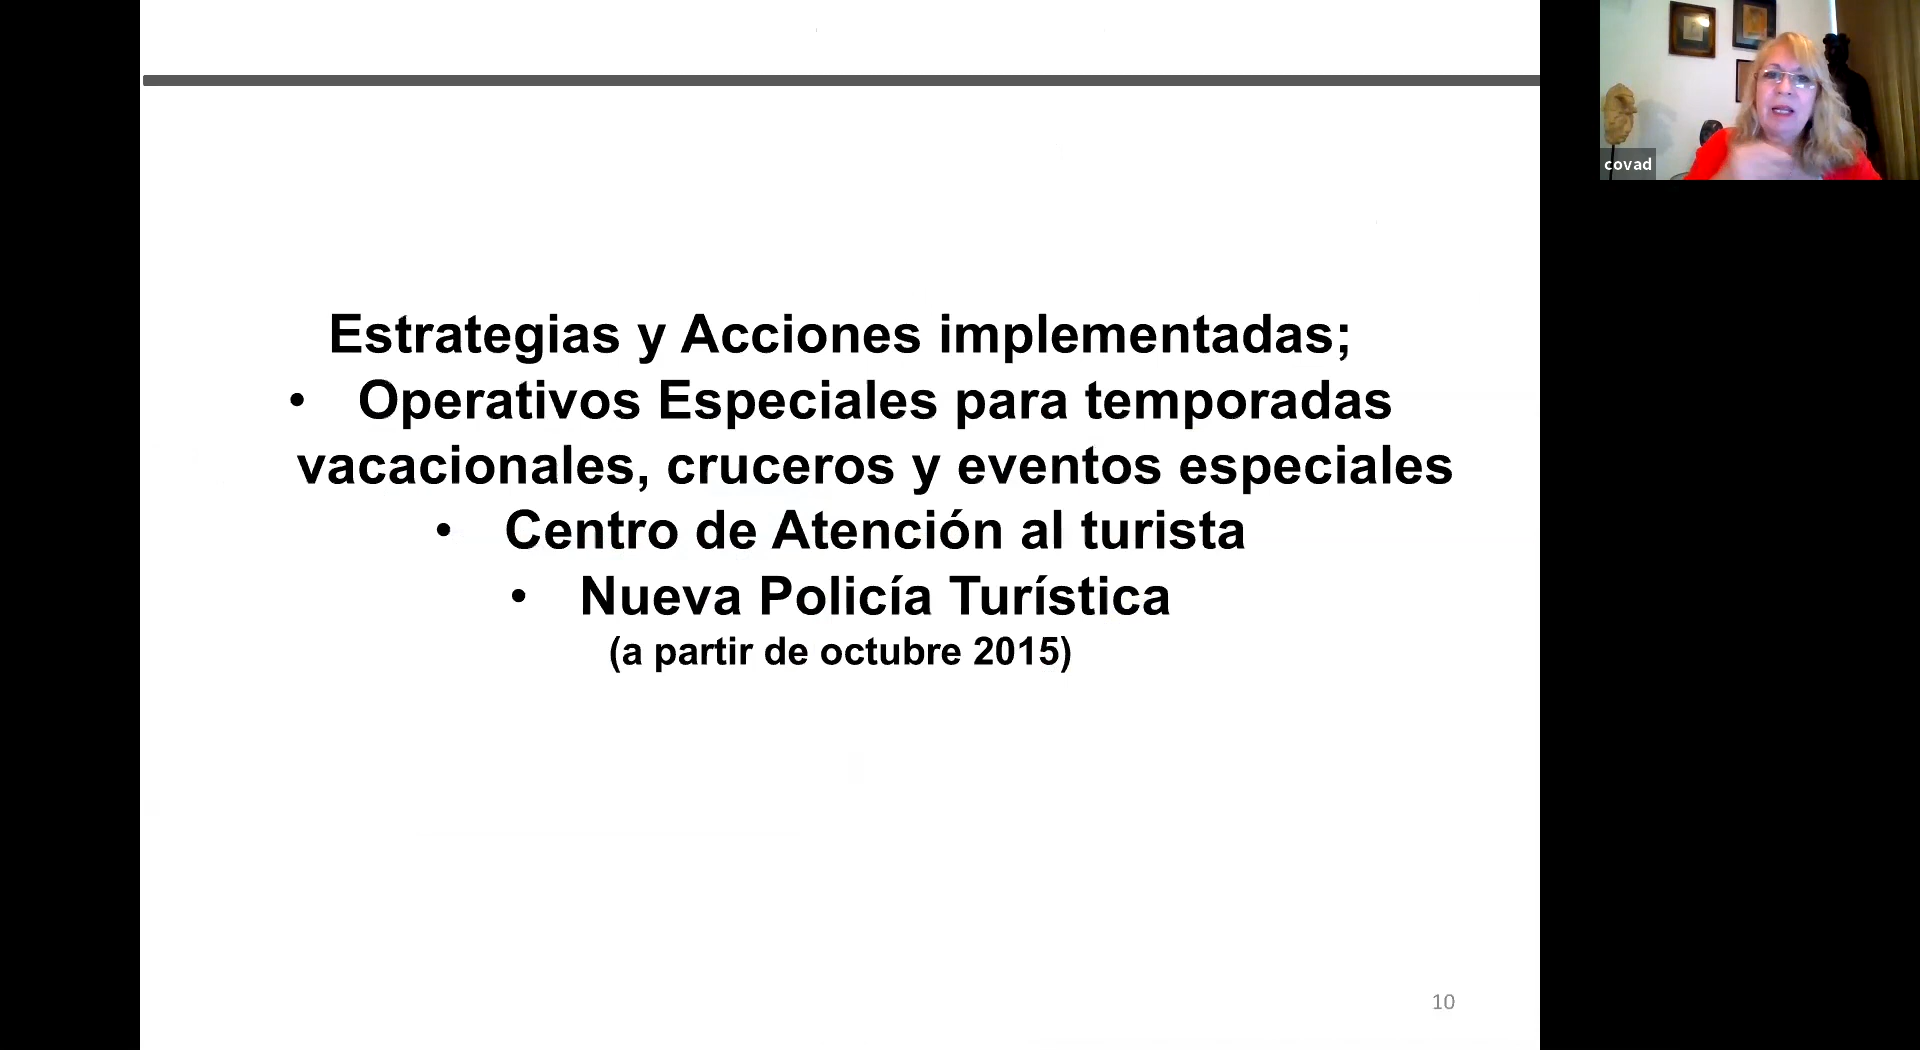 covad
Estrategias y Acciones implementadas;
• Operativos Especiales para temporadas
vacacionales, cruceros y eventos especiales
• Centro de Atención al turista
• Nueva Policía Turística
(a partir de octubre 2015)
10